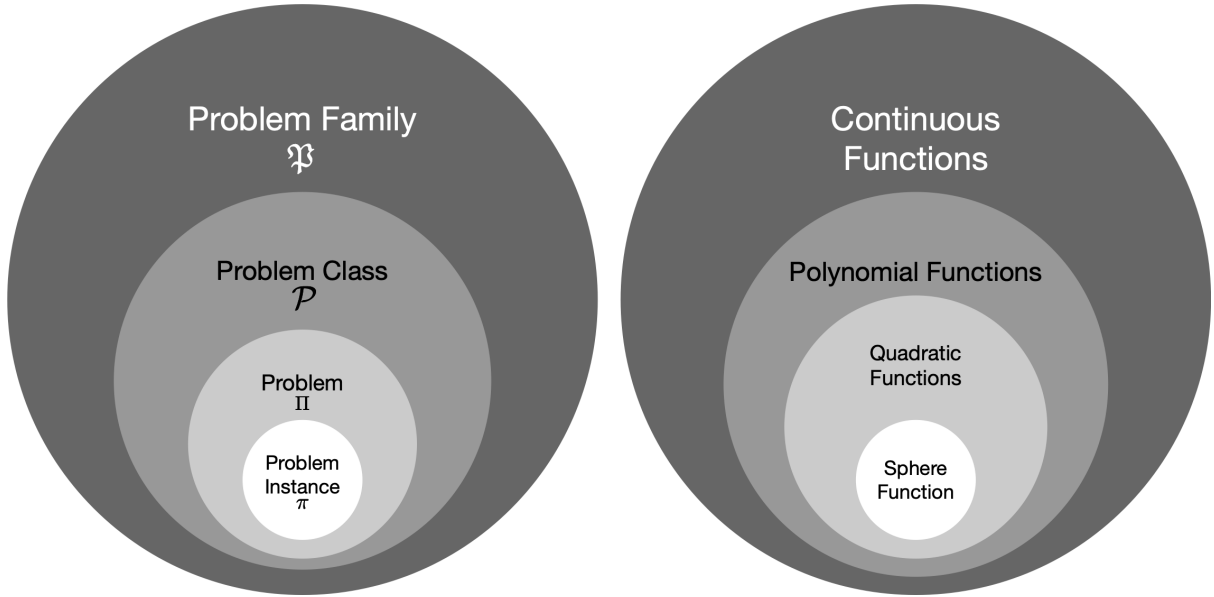 Problem Family
𝔓
Problem Class
𝒫
Problem
Π
Problem
Instance
π
Continuous
Functions
Polynomial Functions
Quadratic
Functions
Sphere
Function